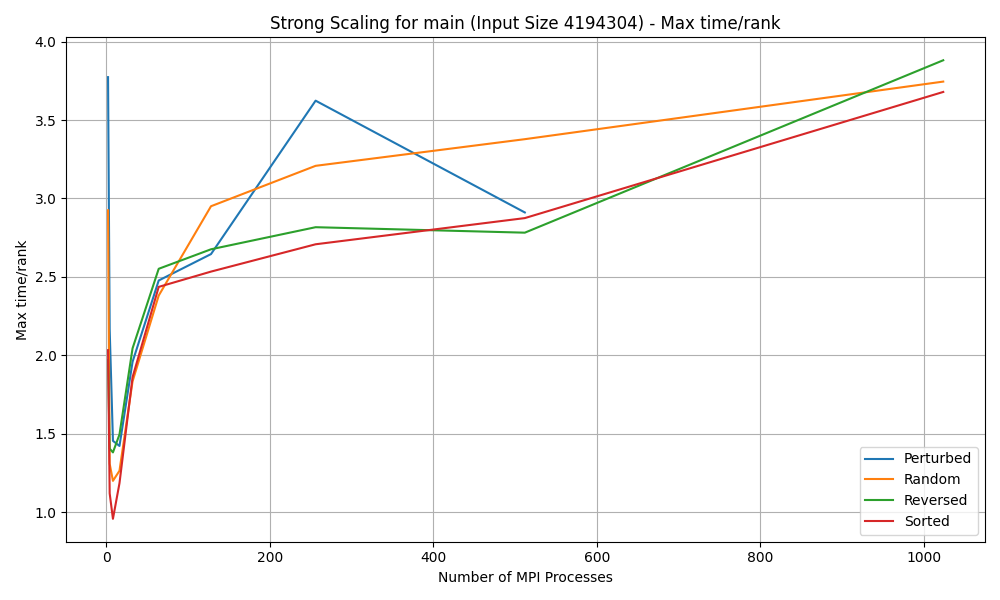 Strong Scaling for main (Input Size 4194304) - Max time/rank
Max time/rank
4.0
3.5
3.0
2.5
2.0
1.5
1.0
0
200
400
600
800
1000
Number of MPI Processes
Perturbed
Random
Reversed
Sorted